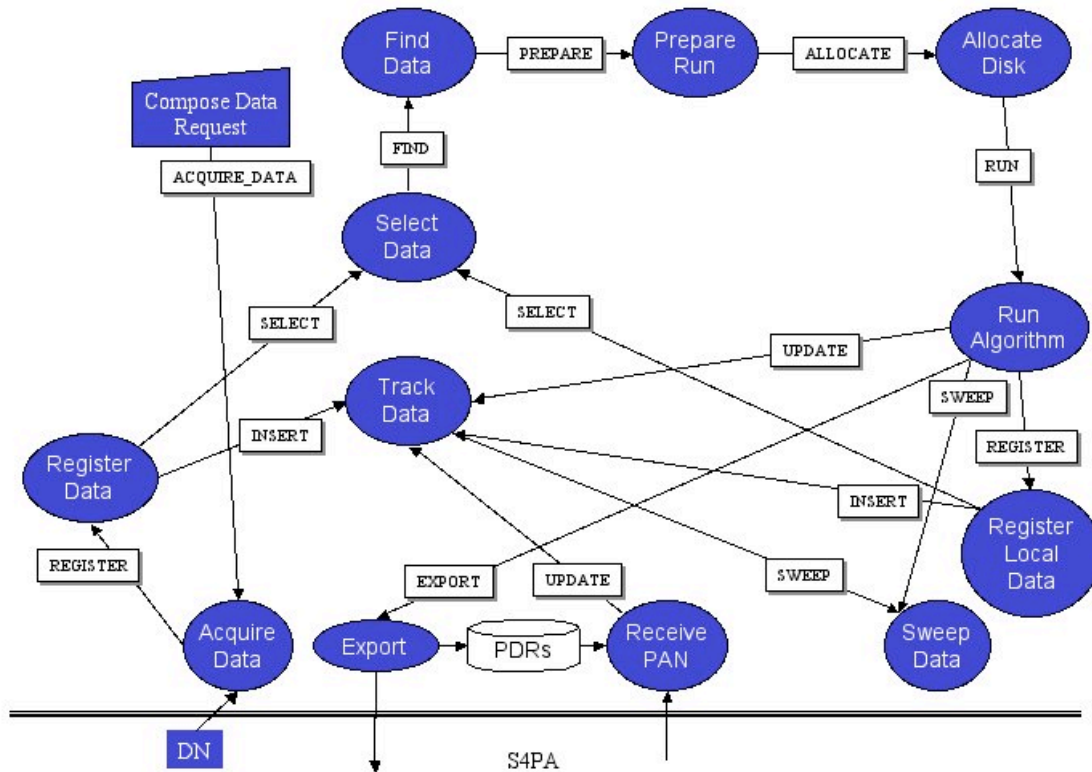 Find
Data
PREPARE
Prepare
Run
ALLOCATE
Allocate
Disk
Compose Data
Request
FIND
ACQUIRE_DATA
RUN
Select
Data
SELECT
SELECT
Run
Algorithm
UPDATE
Track
Data
SWEEP
INSERT
REGISTER
Register
Data
INSERT
Register
Local
Data
REGISTER
EXPORT
UPDATE
SWEEP
Acquire
Data
Export
PDRs
Receive
PAN
Sweep
Data
DN
S4PA